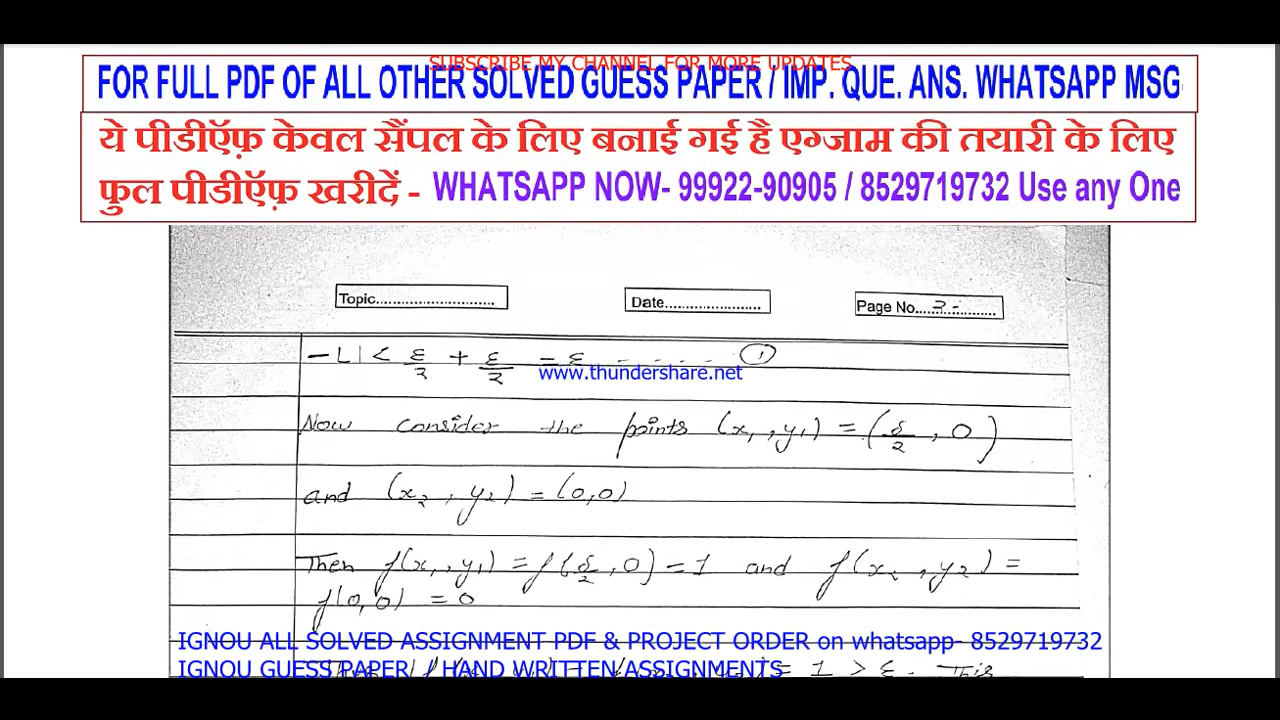 SUBSCRIBE MY CHANNEL FOR MORE UPDATES
FOR FULL PDF OF ALL OTHER SOLVED GUESS PAPER / IMP. QUE. ANS. WHATSAPP MSG
ये पीडीऍफ़ केवल सैंपल के लिए बनाई गई है एग्जाम की तयारी के लिए
फुल पीडीऍफ़ खरीदें - WHATSAPP NOW- 99922-90905 / 8529719732 Use any One
Topic............................ Date....................... Page No...3-...........
- L| < ε/2 + ε/2 = ε - - - - - (1)
www.thundershare.net
Now consider the points (x₁, y₁) = (δ/2, 0)
and (x₂, y₂) = (0,0)
Then f(x₁, y₁) = f(δ/2, 0) = 1 and f(x₂, y₂) =
f(0, 0) = 0
IGNOU ALL SOLVED ASSIGNMENT PDF & PROJECT ORDER on whatsapp- 8529719732
IGNOU GUESS PAPER / HAND WRITTEN ASSIGNMENTS
= 1 > ε. This